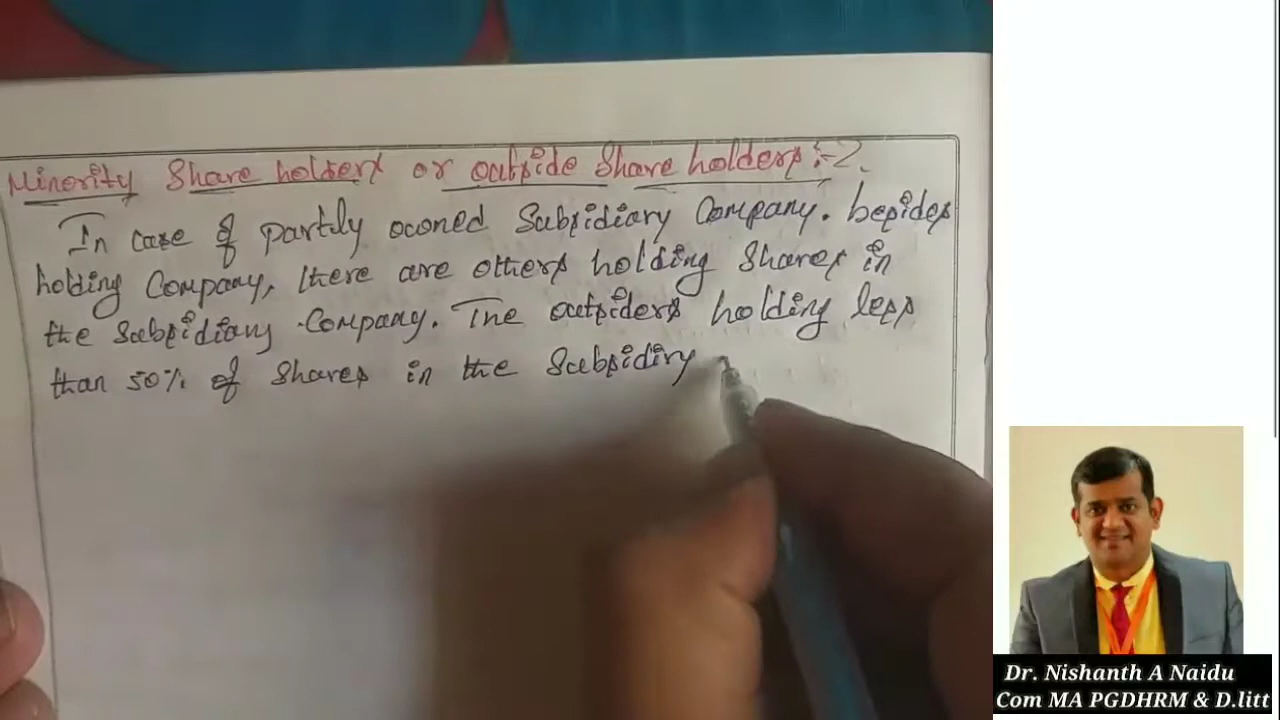 Minority Share holders or outside Share holders :- 2.
In case of partly owned Subsidiary Company. besides
holding Company, there are others holding Shares in
the Subsidiary Company. The outsiders holding less
than 50% of Shares in the Subsidiry
Dr. Nishanth A Naidu
Com MA PGDHRM & D.litt